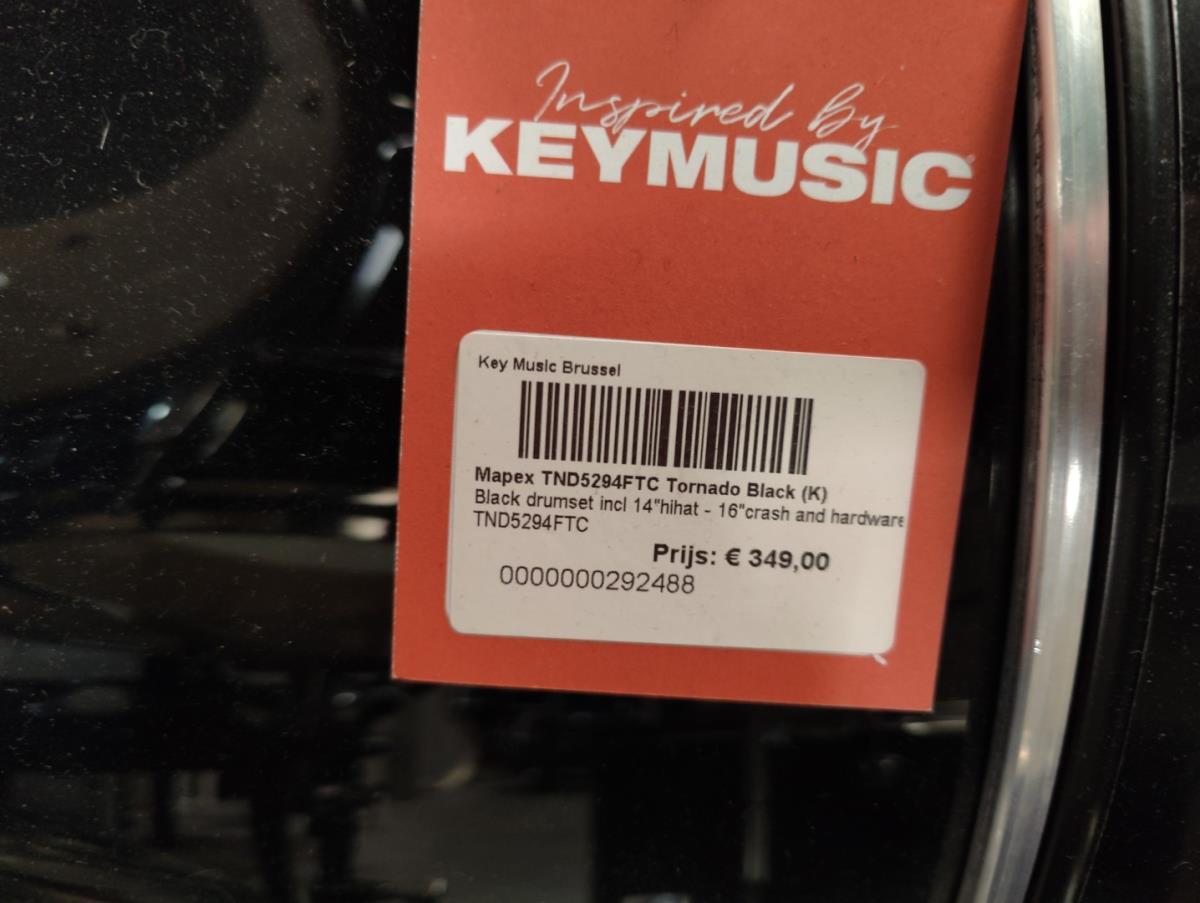 Inspired by
KEYMUSIC
Key Music Brussel
Mapex TND5294FTC Tornado Black (K)
Black drumset incl 14"hihat - 16"crash and hardware
TND5294FTC
Prijs: € 349,00
0000000292488